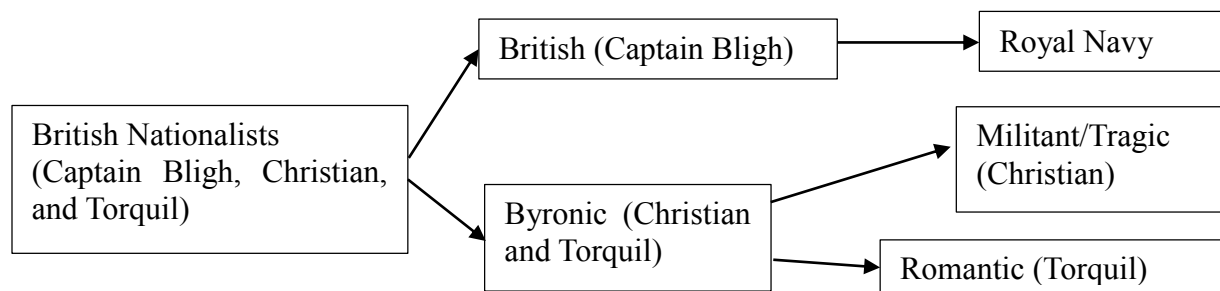 British (Captain Bligh)
Royal Navy
British Nationalists
(Captain Bligh, Christian,
and Torquil)
Militant/Tragic
(Christian)
Byronic (Christian
and Torquil)
Romantic (Torquil)